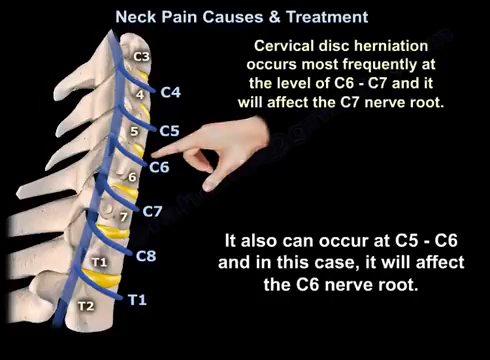 Neck Pain Causes & Treatment
Cervical disc herniation
occurs most frequently at
the level of C6 - C7 and it
will affect the C7 nerve root.
C3
4
C4
5
C5
C6
6
7
C7
C8
T1
T1
T2
It also can occur at C5 - C6
and in this case, it will affect
the C6 nerve root.